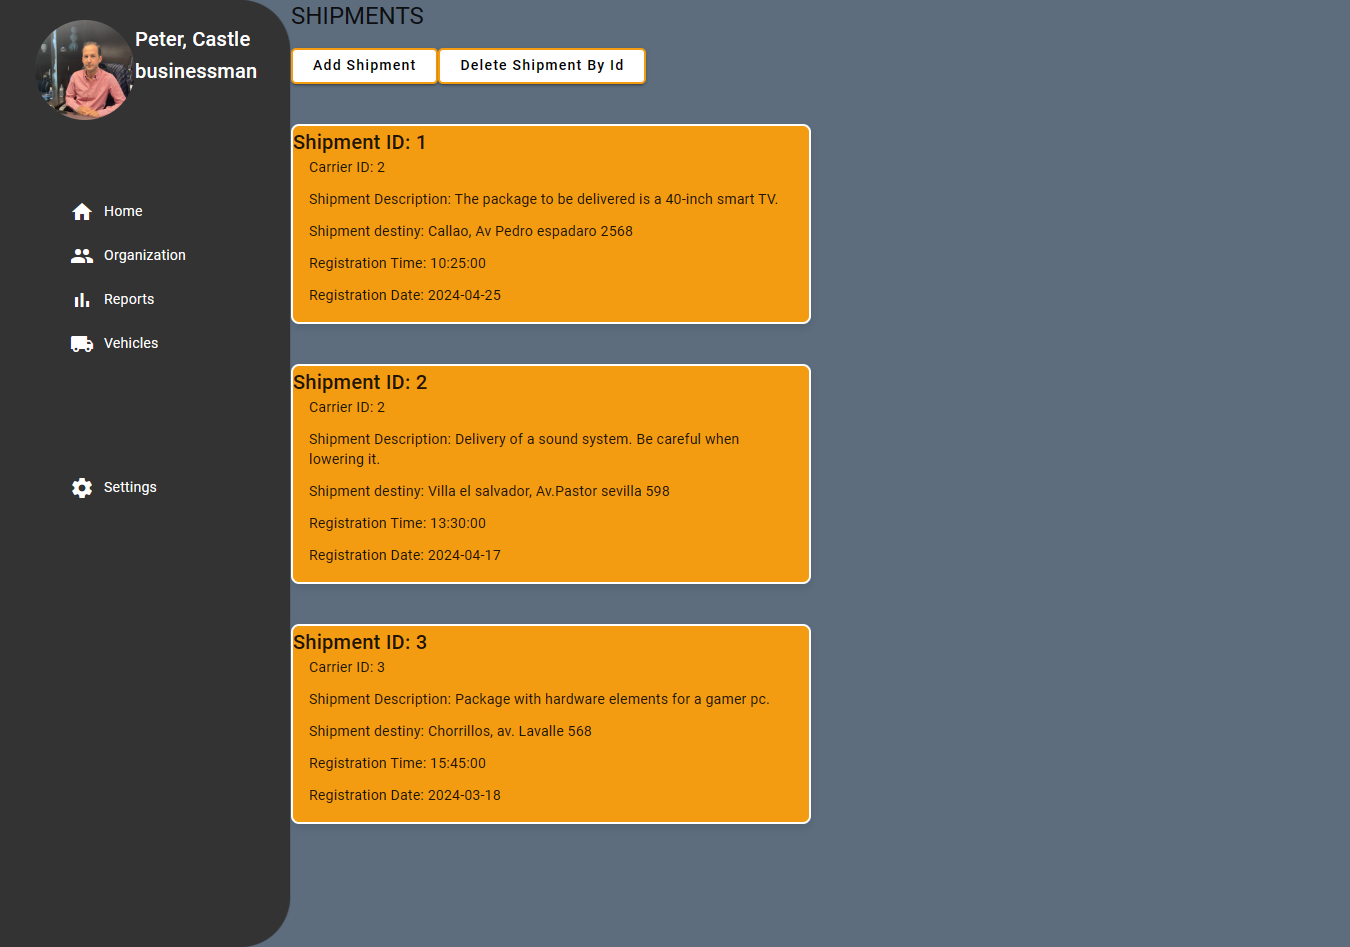 Peter, Castle
businessman
Home
Organization
Reports
Vehicles
Settings
SHIPMENTS
Add Shipment
Delete Shipment By Id
Shipment ID: 1
Carrier ID: 2
Shipment Description: The package to be delivered is a 40-inch smart TV.
Shipment destiny: Callao, Av Pedro espadaro 2568
Registration Time: 10:25:00
Registration Date: 2024-04-25
Shipment ID: 2
Carrier ID: 2
Shipment Description: Delivery of a sound system. Be careful when
lowering it.
Shipment destiny: Villa el salvador, Av.Pastor sevilla 598
Registration Time: 13:30:00
Registration Date: 2024-04-17
Shipment ID: 3
Carrier ID: 3
Shipment Description: Package with hardware elements for a gamer pc.
Shipment destiny: Chorrillos, av. Lavalle 568
Registration Time: 15:45:00
Registration Date: 2024-03-18